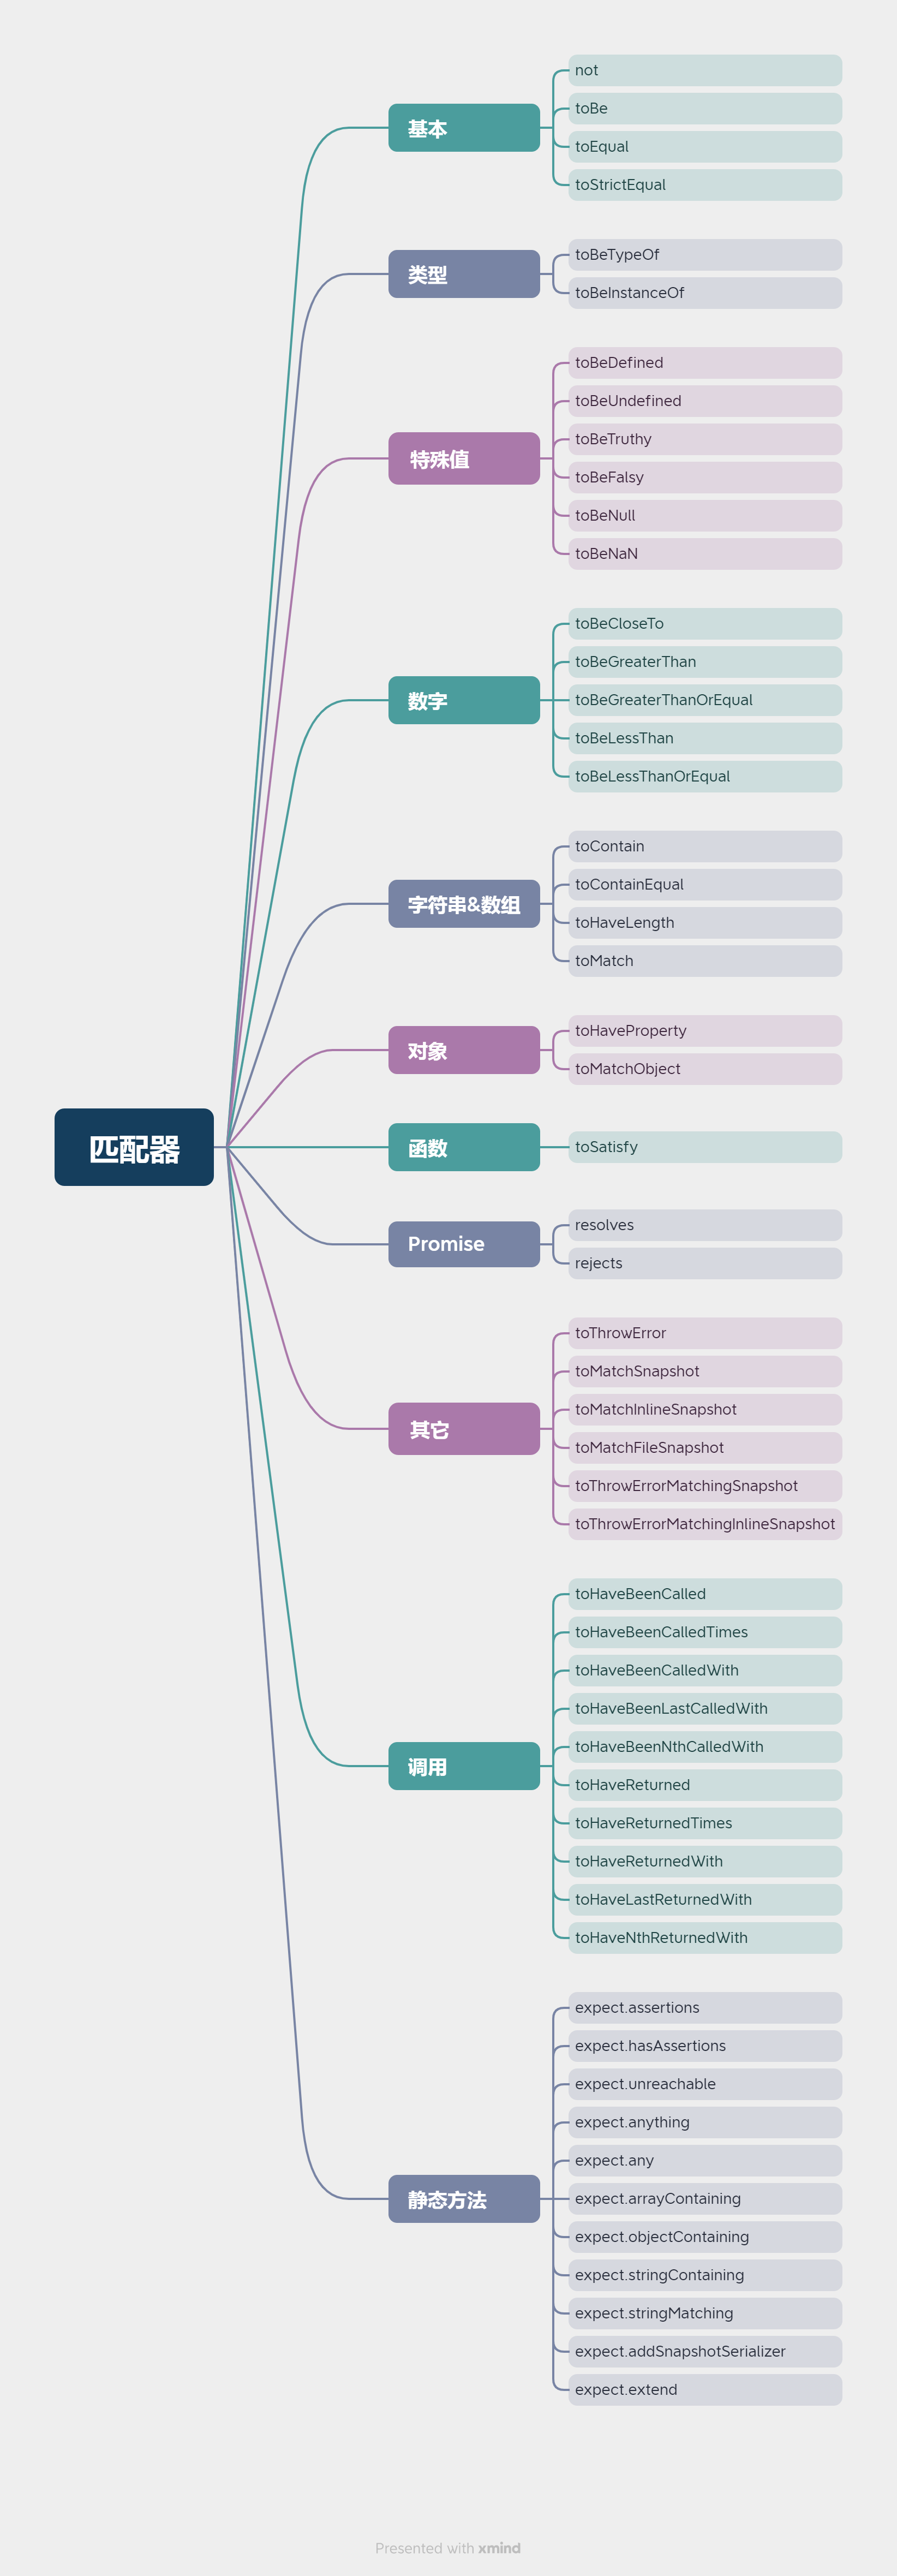 匹配器
基本
not
toBe
toEqual
toStrictEqual
类型
toBeTypeOf
toBeInstanceOf
特殊值
toBeDefined
toBeUndefined
toBeTruthy
toBeFalsy
toBeNull
toBeNaN
数字
toBeCloseTo
toBeGreaterThan
toBeGreaterThanOrEqual
toBeLessThan
toBeLessThanOrEqual
字符串&数组
toContain
toContainEqual
toHaveLength
toMatch
对象
toHaveProperty
toMatchObject
函数
toSatisfy
Promise
resolves
rejects
其它
toThrowError
toMatchSnapshot
toMatchInlineSnapshot
toMatchFileSnapshot
toThrowErrorMatchingSnapshot
toThrowErrorMatchingInlineSnapshot
调用
toHaveBeenCalled
toHaveBeenCalledTimes
toHaveBeenCalledWith
toHaveBeenLastCalledWith
toHaveBeenNthCalledWith
toHaveReturned
toHaveReturnedTimes
toHaveReturnedWith
toHaveLastReturnedWith
toHaveNthReturnedWith
静态方法
expect.assertions
expect.hasAssertions
expect.unreachable
expect.anything
expect.any
expect.arrayContaining
expect.objectContaining
expect.stringContaining
expect.stringMatching
expect.addSnapshotSerializer
expect.extend
Presented with xmind